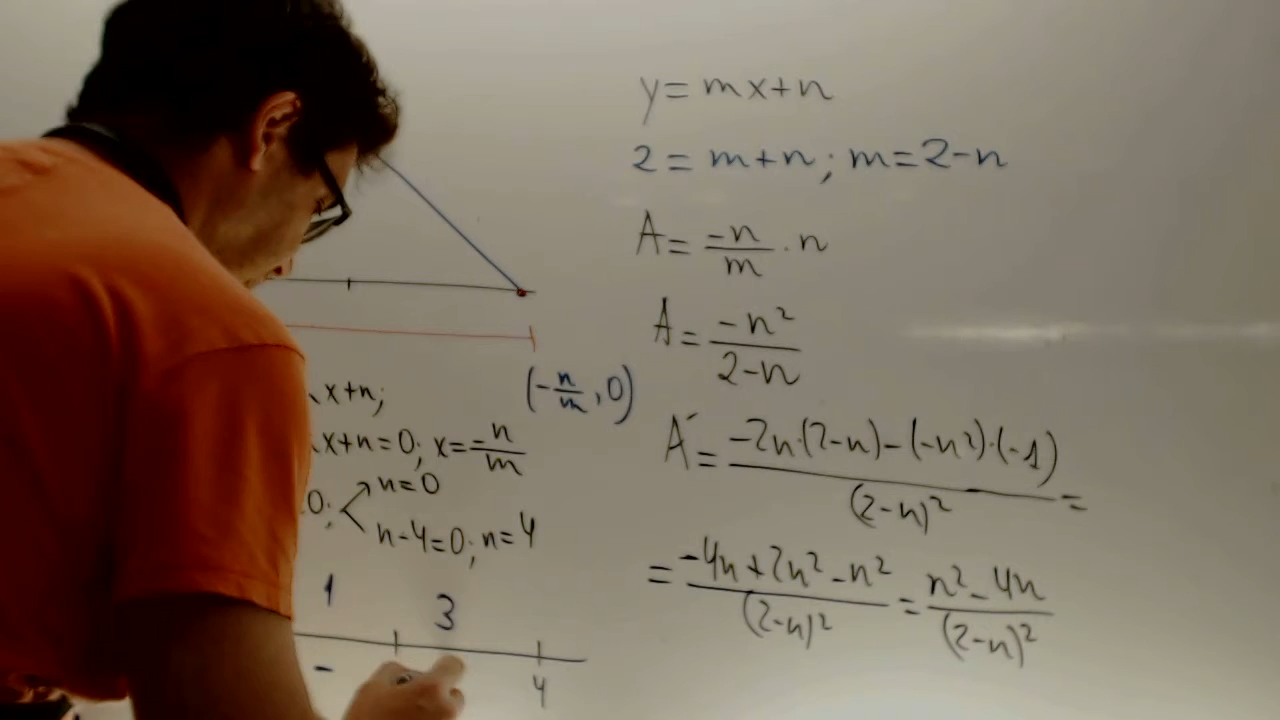 y = mx+n
2 = m+n; m=2-n
A = -n/m · n
A = -n²/2-n
(-n/m, 0)
x+n;
x+n=0; x=-n/m
A´ = -2n·(2-n)-(-n²)·(-1)/(2-n)² =
0; n=0
n-4=0; n=4
= -4n+2n²-n²/(2-n)² = n²-4n/(2-n)²
1 3
- 4